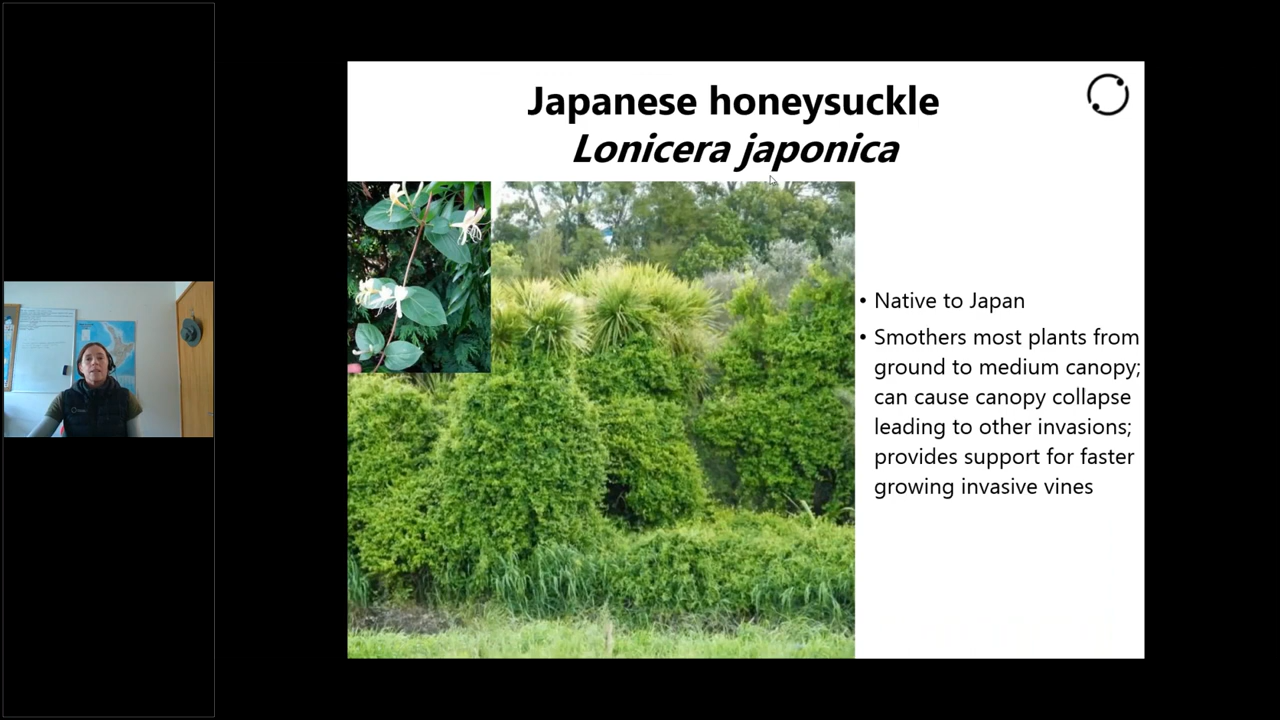 Japanese honeysuckle
Lonicera japonica
• Native to Japan
• Smothers most plants from
ground to medium canopy;
can cause canopy collapse
leading to other invasions;
provides support for faster
growing invasive vines